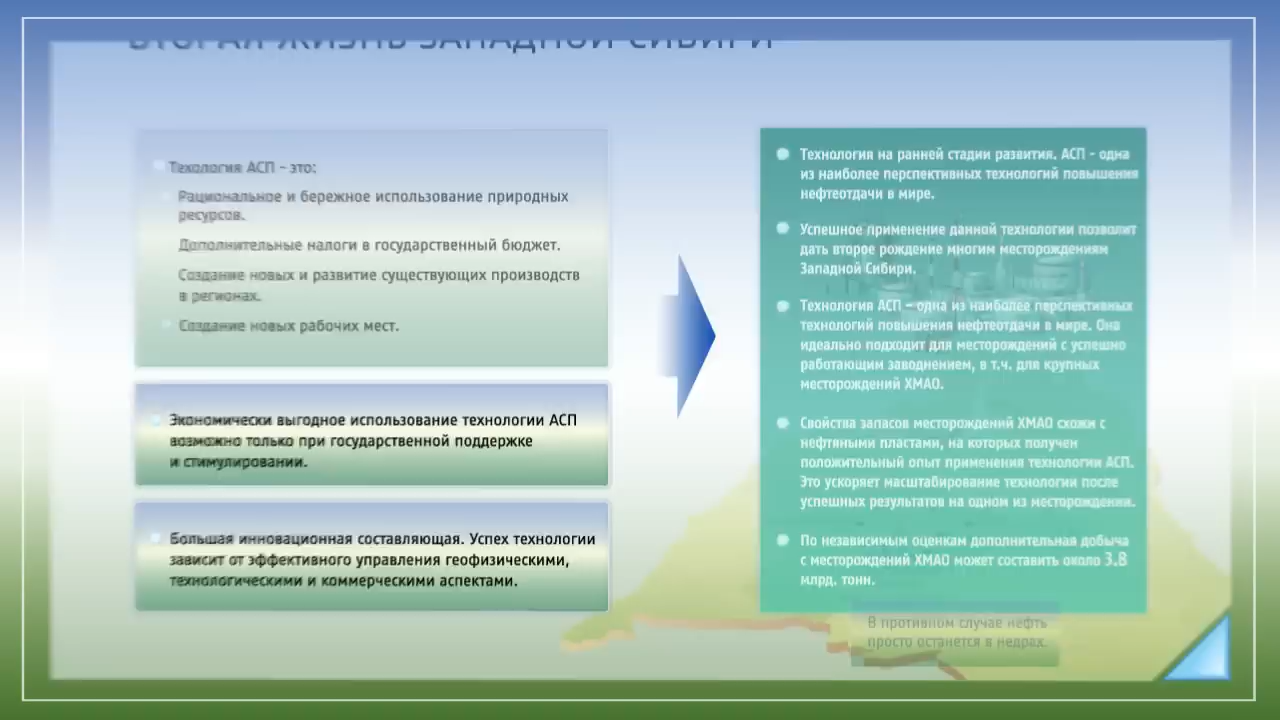 ВТОРАЯ ЖИЗНЬ ЗАПАДНОЙ СИБИРИ
Техология АСП - это:
Рациональное и бережное использование природных
ресурсов.
Дополнительные налоги в государственный бюджет.
Создание новых и развитие существующих производств
в регионах.
Создание новых рабочих мест.
Экономически выгодное использование технологии АСП
возможно только при государственной поддержке
и стимулировании.
Большая инновационная составляющая. Успех технологии
зависит от эффективного управления геофизическими,
технологическими и коммерческими аспектами.
Технология на ранней стадии развития. АСП - одна
из наиболее перспективных технологий повышения
нефтеотдачи в мире.
Успешное применение данной технологии позволит
дать второе рождение многим месторождениям
Западной Сибири.
Технология АСП – одна из наиболее перспективных
технологий повышения нефтеотдачи в мире. Она
идеально подходит для месторождений с успешно
работающим заводнением, в т.ч. для крупных
месторождений ХМАО.
Свойства запасов месторождений ХМАО схожи с
нефтяными пластами, на которых получен
положительный опыт применения технологии АСП.
Это ускоряет масштабирование технологии после
успешных результатов на одном из месторождении.
По независимым оценкам дополнительная добыча
с месторождений ХМАО может составить около 3.8
млрд. тонн.
В противном случае нефть
просто останется в недрах.